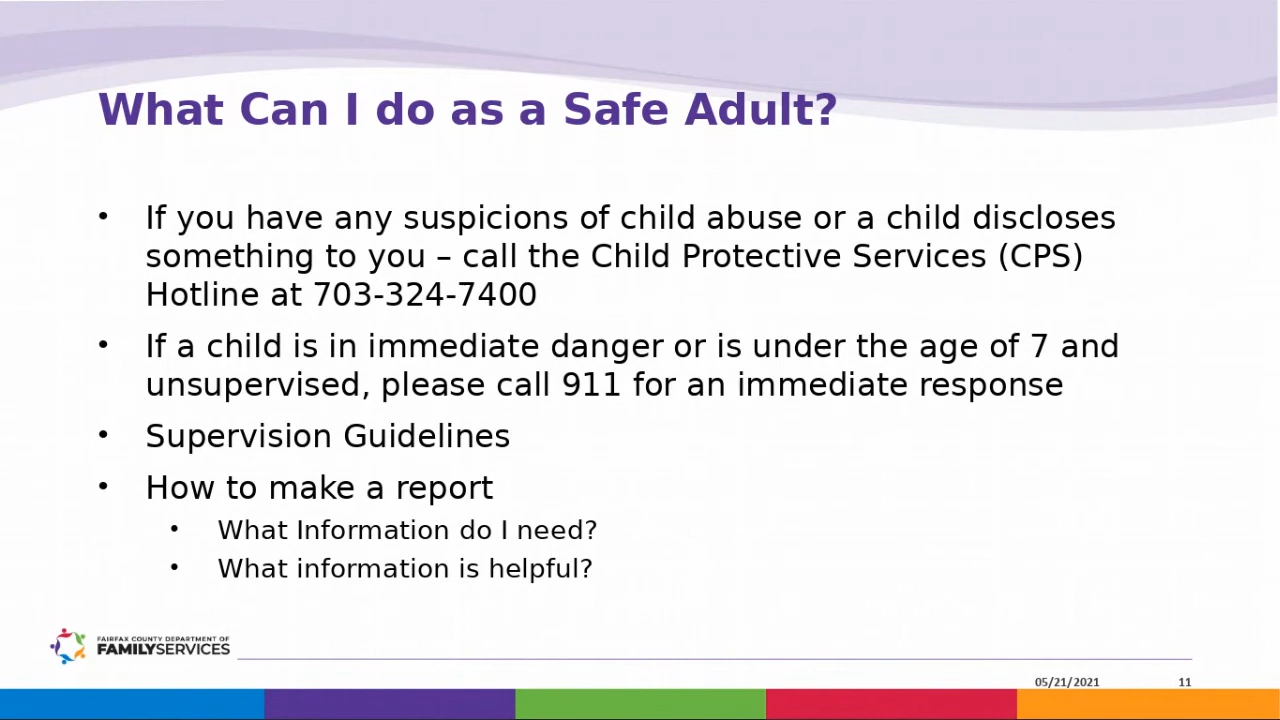 What Can I do as a Safe Adult?
• If you have any suspicions of child abuse or a child discloses
something to you – call the Child Protective Services (CPS)
Hotline at 703-324-7400
• If a child is in immediate danger or is under the age of 7 and
unsupervised, please call 911 for an immediate response
• Supervision Guidelines
• How to make a report
• What Information do I need?
• What information is helpful?
FAIRFAX COUNTY DEPARTMENT OF
FAMILYSERVICES
05/21/2021 11